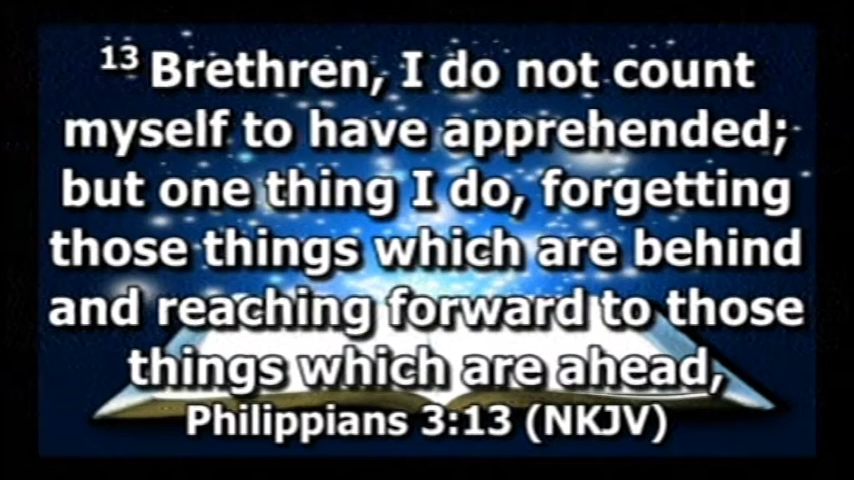 13 Brethren, I do not count
myself to have apprehended;
but one thing I do, forgetting
those things which are behind
and reaching forward to those
things which are ahead,
Philippians 3:13 (NKJV)